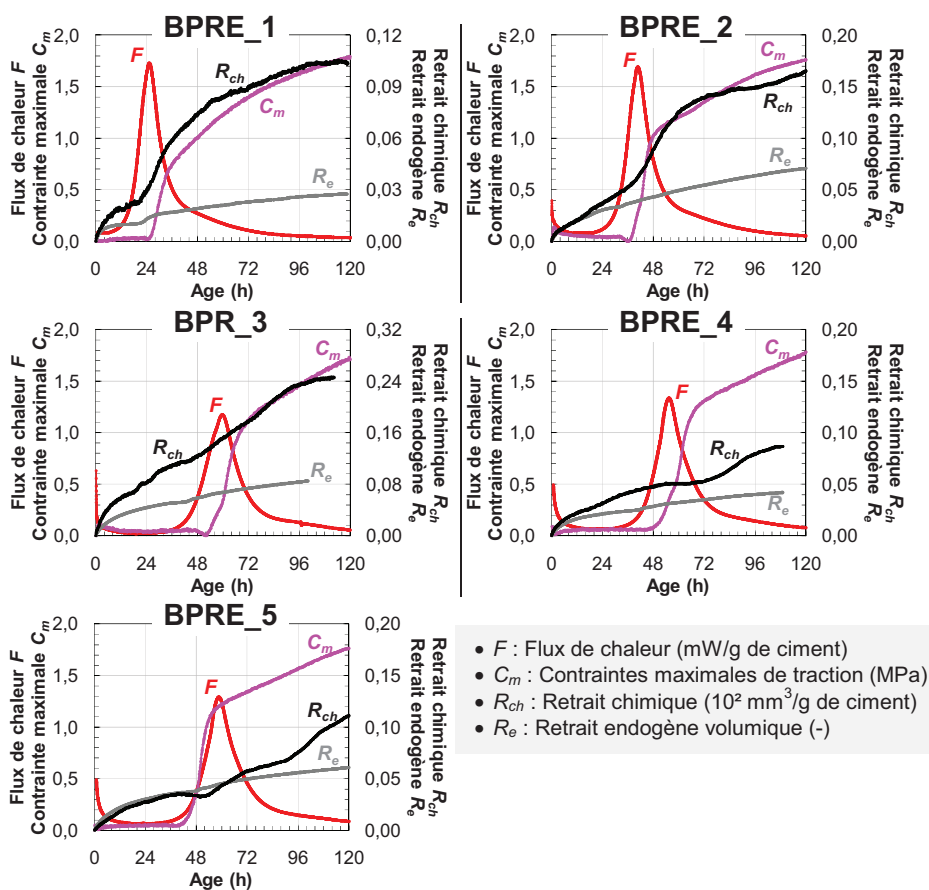 BPRE_1
Flux de chaleur F
Contrainte maximale Cm
2,0
1,5
1,0
0,5
0,0
F
Rch
Cm
Re
0,12
0,09
0,06
0,03
0,00
Retrait chimique Rch
Retrait endogène Re
0 24 48 72 96 120
Age (h)
BPRE_2
Flux de chaleur F
Contrainte maximale Cm
2,0
1,5
1,0
0,5
0,0
F
Cm
Rch
Re
0,20
0,15
0,10
0,05
0,00
Retrait chimique Rch
Retrait endogène Re
0 24 48 72 96 120
Age (h)
BPR_3
Flux de chaleur F
Contrainte maximale Cm
2,0
1,5
1,0
0,5
0,0
Cm
F
Rch
Re
0,32
0,24
0,16
0,08
0,00
Retrait chimique Rch
Retrait endogène Re
0 24 48 72 96 120
Age (h)
BPRE_4
Flux de chaleur F
Contrainte maximale Cm
2,0
1,5
1,0
0,5
0,0
Cm
F
Rch
Re
0,20
0,15
0,10
0,05
0,00
Retrait chimique Rch
Retrait endogène Re
0 24 48 72 96 120
Age (h)
BPRE_5
Flux de chaleur F
Contrainte maximale Cm
2,0
1,5
1,0
0,5
0,0
Cm
F
Rch
Re
0,20
0,15
0,10
0,05
0,00
Retrait chimique Rch
Retrait endogène Re
0 24 48 72 96 120
Age (h)
• F : Flux de chaleur (mW/g de ciment)
• Cm : Contraintes maximales de traction (MPa)
• Rch : Retrait chimique (10² mm³/g de ciment)
• Re : Retrait endogène volumique (-)